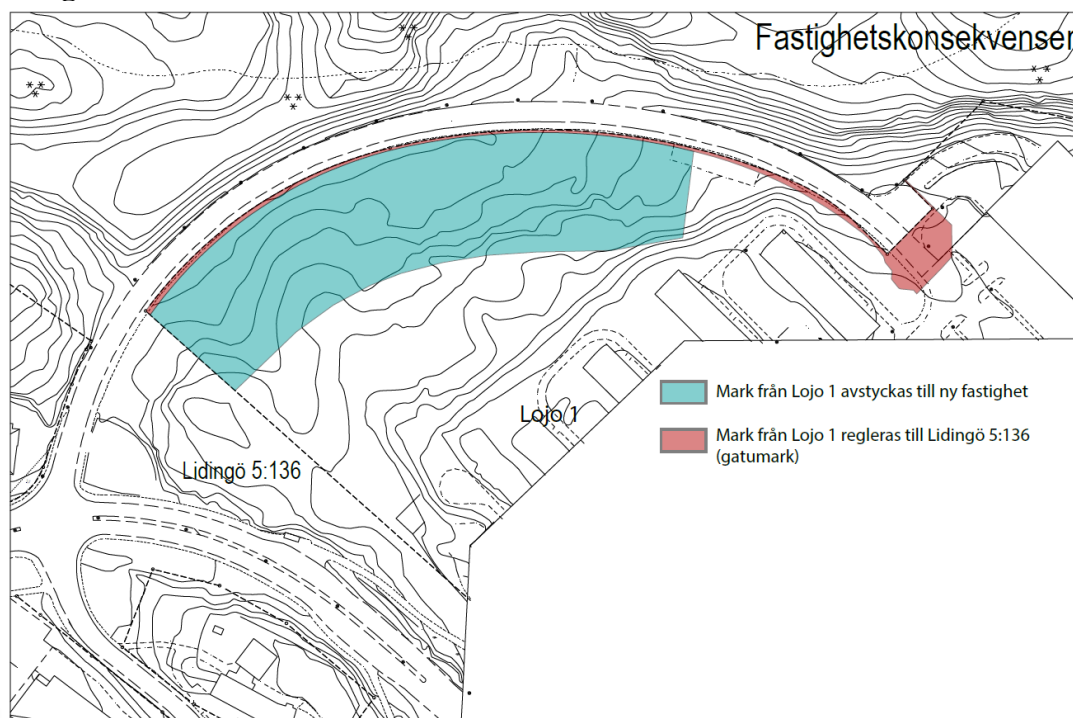 Fastighetskonsekvenser
Mark från Lojo 1 avstyckas till ny fastighet
Lojo 1
Mark från Lojo 1 regleras till Lidingö 5:136
(gatumark)
Lidingö 5:136